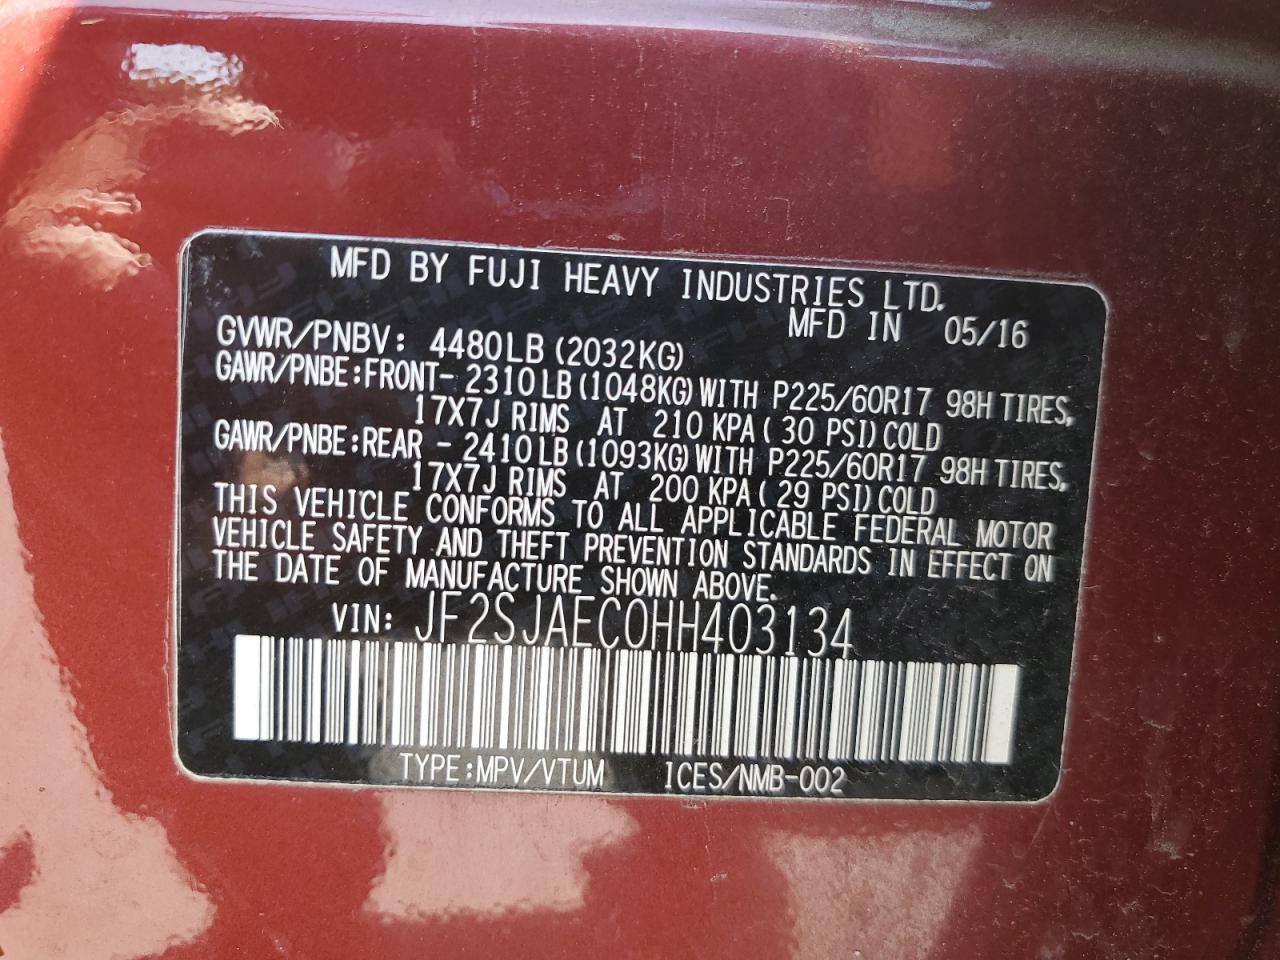 MFD BY FUJI HEAVY INDUSTRIES LTD.
MFD IN 05/16
GVWR/PNBV: 4480LB (2032KG)
GAWR/PNBE:FRONT- 2310LB (1048KG) WITH P225/60R17 98H TIRES,
17X7J RIMS AT 210 KPA ( 30 PSI) COLD
GAWR/PNBE:REAR - 2410LB (1093KG) WITH P225/60R17 98H TIRES,
17X7J RIMS AT 200 KPA ( 29 PSI) COLD
THIS VEHICLE CONFORMS TO ALL APPLICABLE FEDERAL MOTOR
VEHICLE SAFETY AND THEFT PREVENTION STANDARDS IN EFFECT ON
THE DATE OF MANUFACTURE SHOWN ABOVE.
VIN: JF2SJAEC0HH403134
TYPE:MPV/VTUM ICES/NMB-002